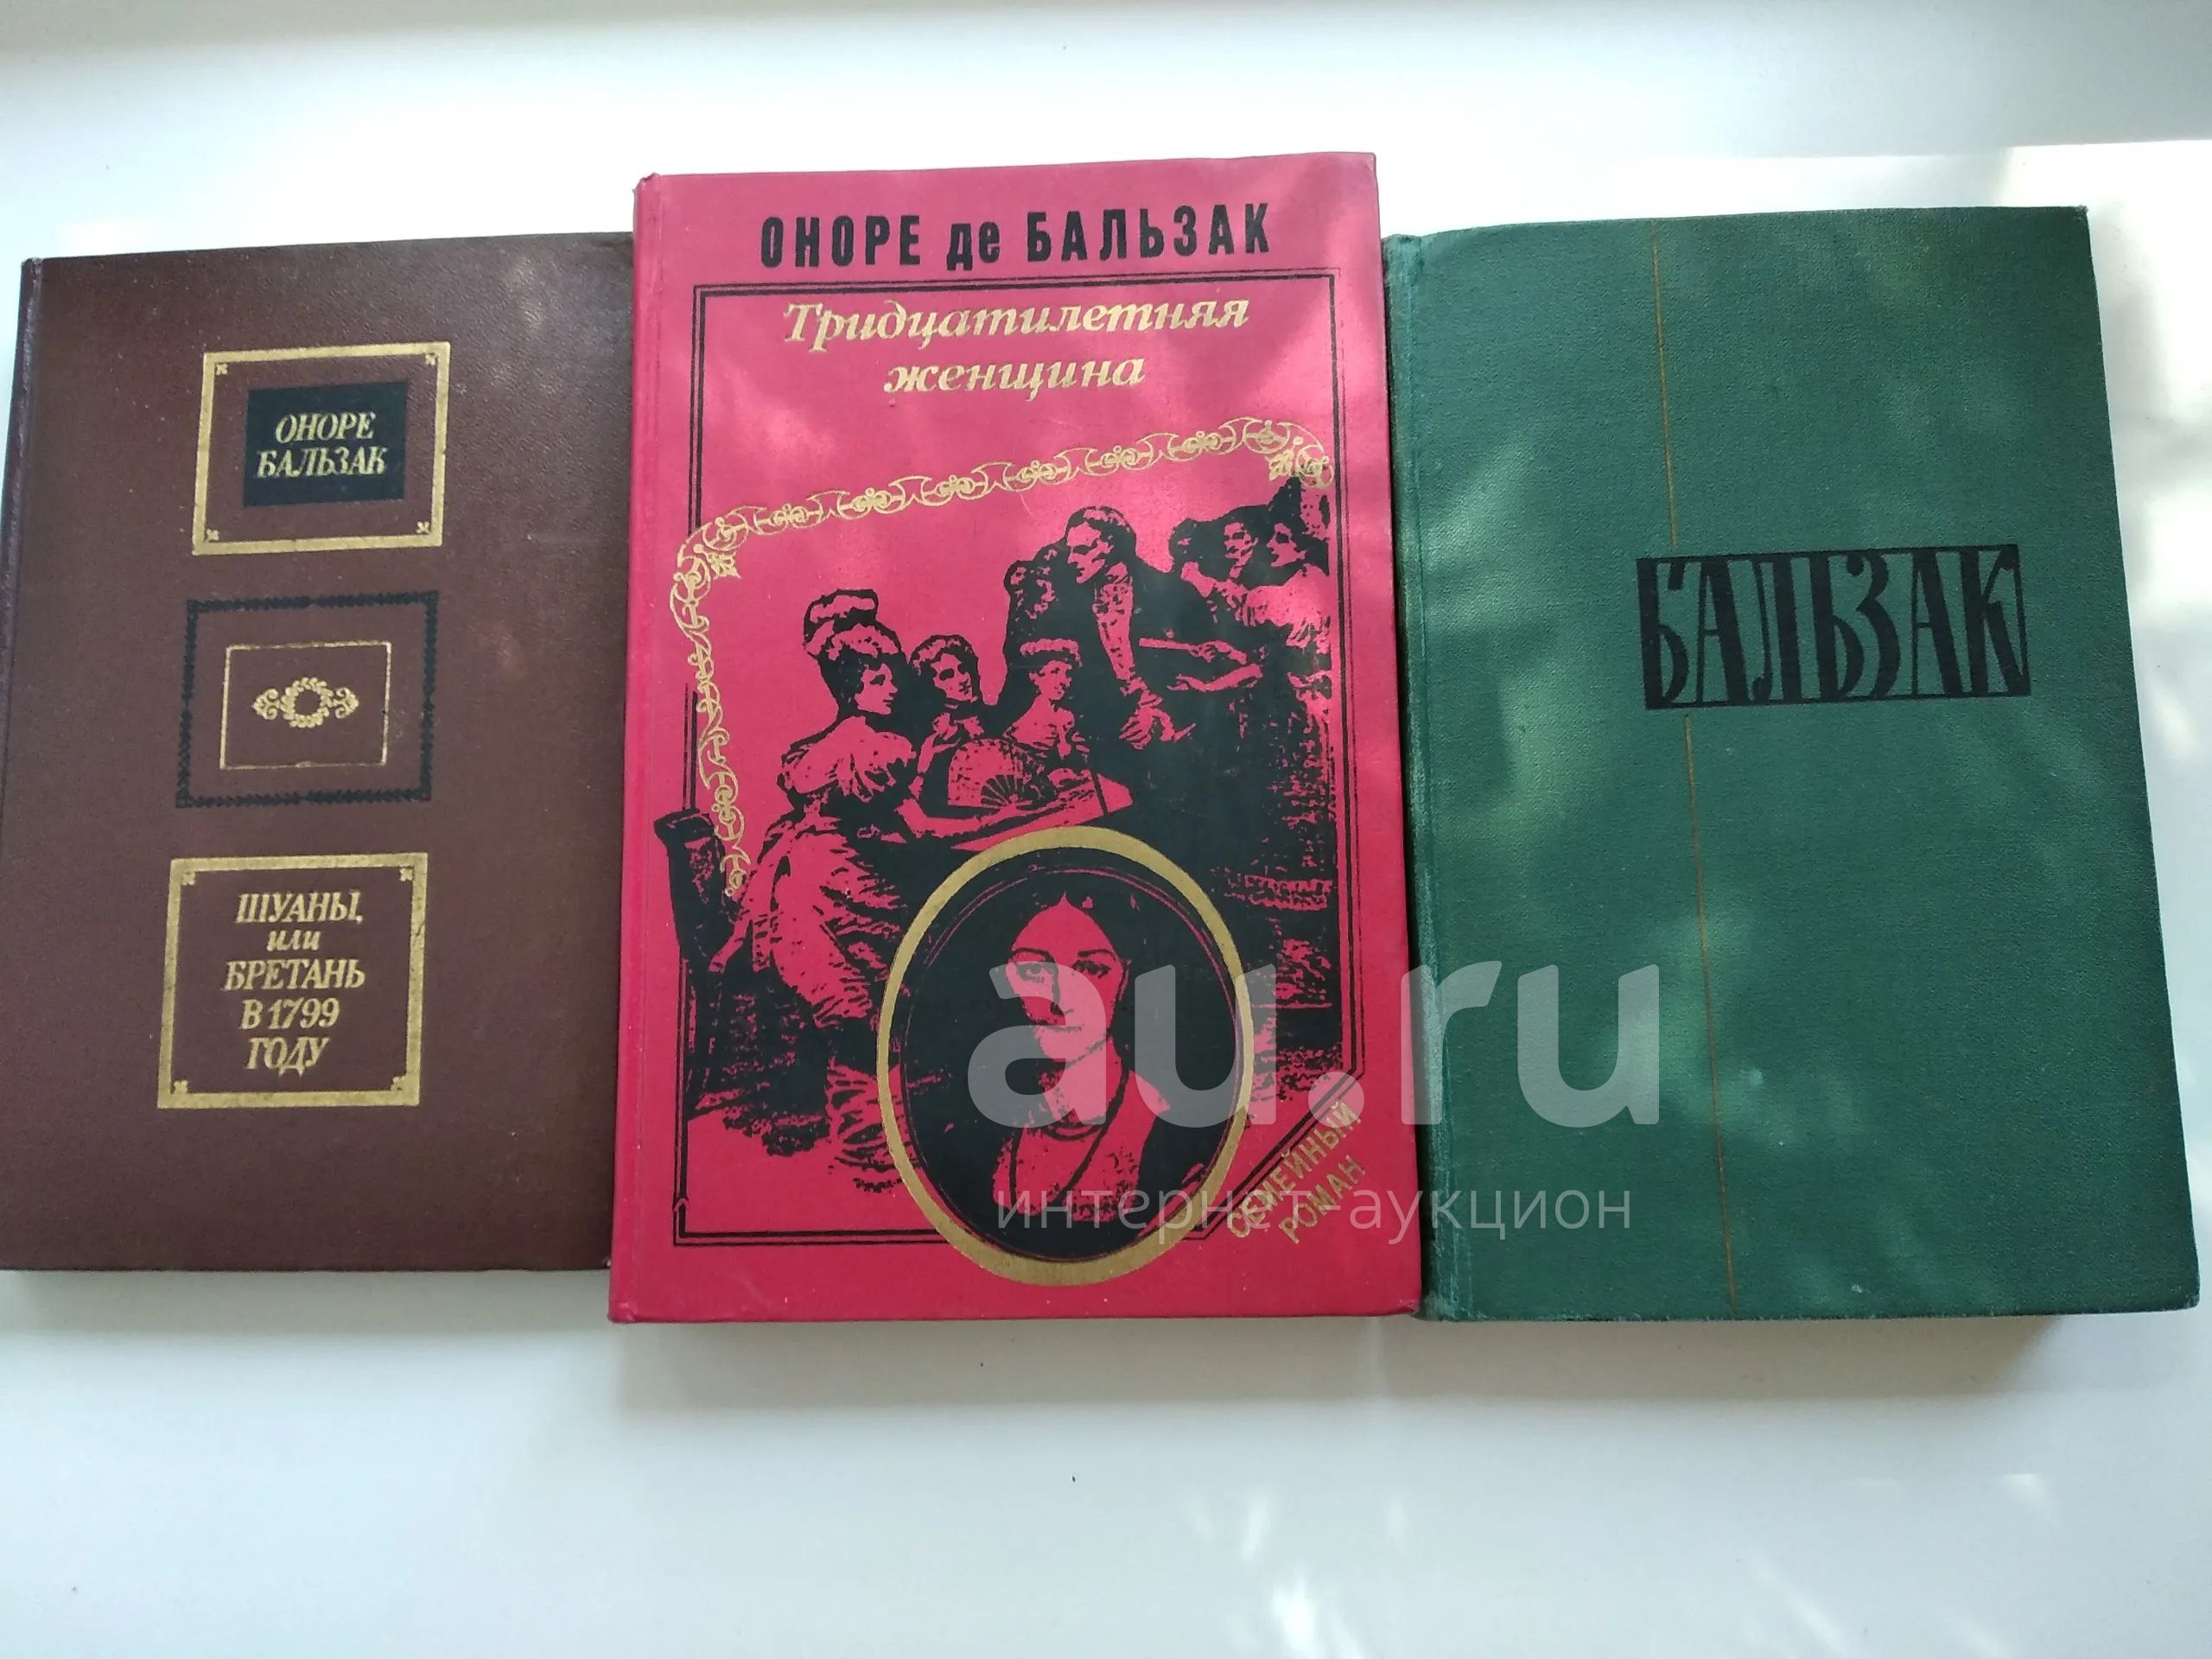 ОНОРЕ
БАЛЬЗАК
ШУАНЫ,
или
БРЕТАНЬ
В 1799
ГОДУ
ОНОРЕ де БАЛЬЗАК
Тридцатилетняя
женщина
СЕМЕЙНЫЙ
РОМАН
БАЛЬЗАК
au.ru
интернет-аукцион